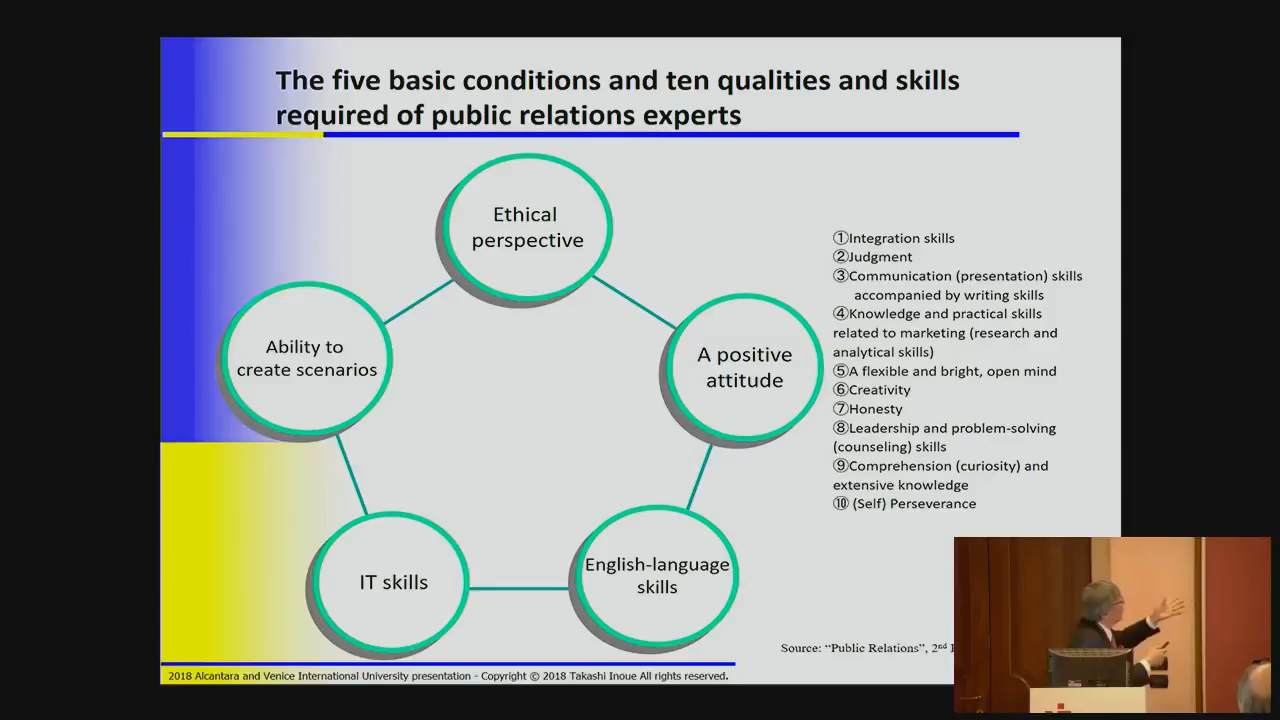 The five basic conditions and ten qualities and skills
required of public relations experts
Ethical
perspective
Ability to
create scenarios
A positive
attitude
IT skills
English-language
skills
①Integration skills
②Judgment
③Communication (presentation) skills
accompanied by writing skills
④Knowledge and practical skills
related to marketing (research and
analytical skills)
⑤A flexible and bright, open mind
⑥Creativity
⑦Honesty
⑧Leadership and problem-solving
(counseling) skills
⑨Comprehension (curiosity) and
extensive knowledge
⑩ (Self) Perseverance
Source: “Public Relations”, 2nd
2018 Alcantara and Venice International University presentation - Copyright © 2018 Takashi Inoue All rights reserved.